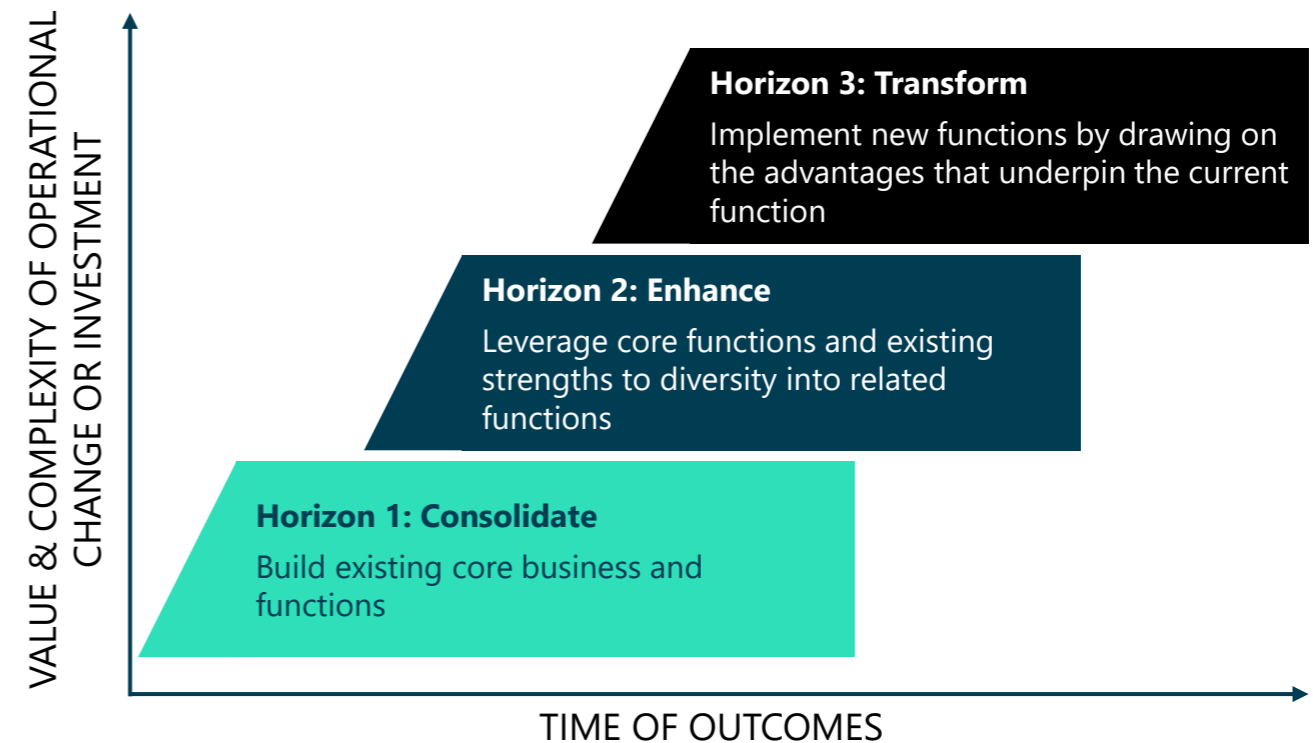 VALUE & COMPLEXITY OF OPERATIONAL
CHANGE OR INVESTMENT
Horizon 3: Transform
Implement new functions by drawing on
the advantages that underpin the current
function
Horizon 2: Enhance
Leverage core functions and existing
strengths to diversity into related
functions
Horizon 1: Consolidate
Build existing core business and
functions
TIME OF OUTCOMES